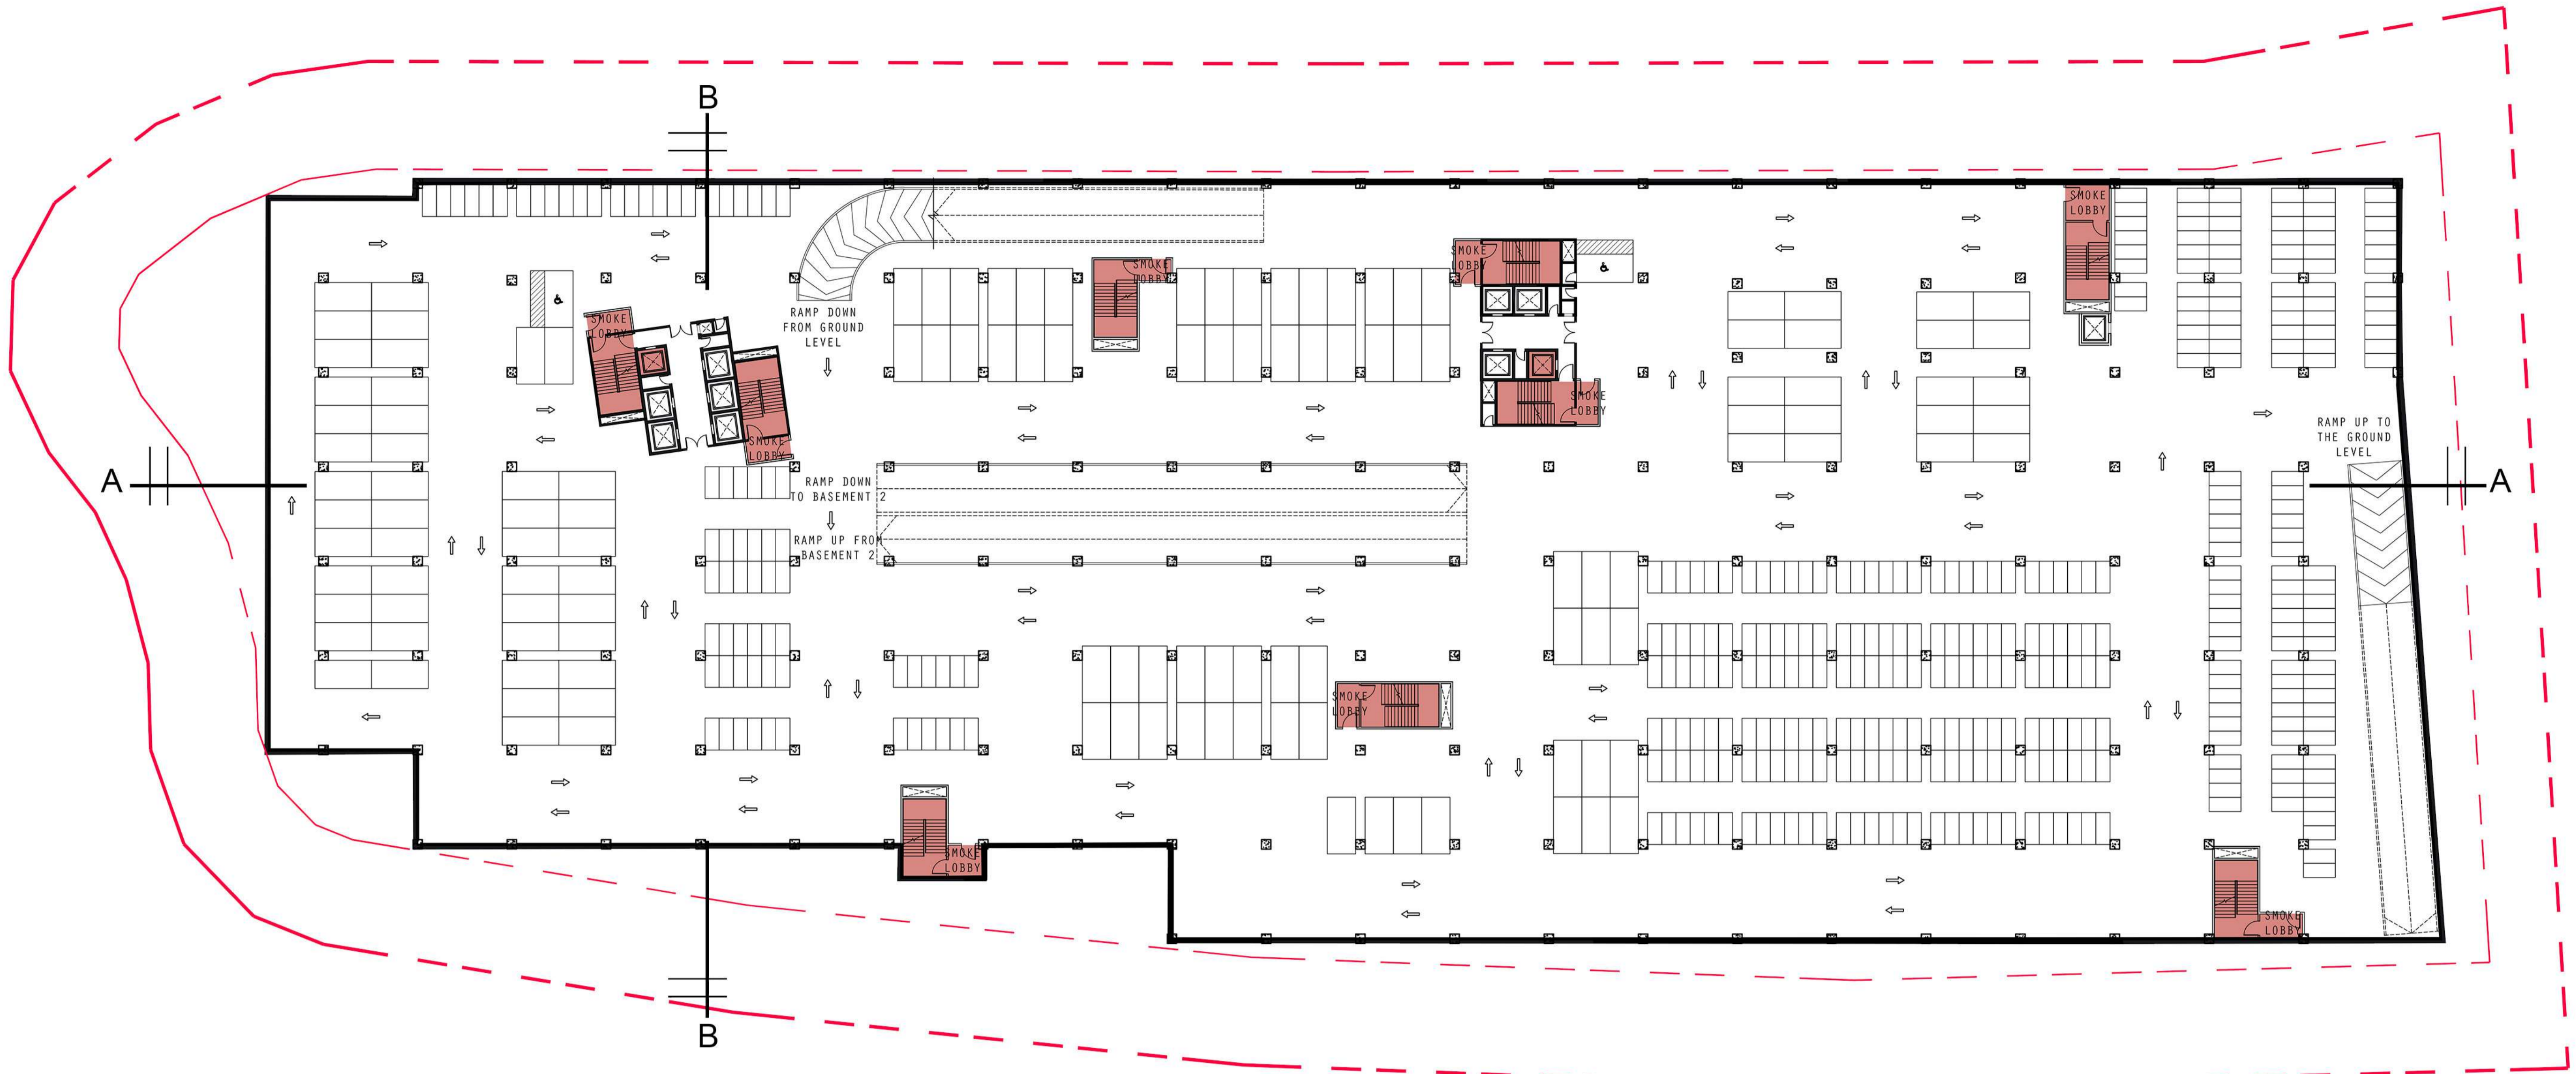 B
SMOKE
LOBBY
SMOKE
LOBBY
SMOKE
LOBBY
SMOKE
LOBBY
RAMP DOWN
FROM GROUND
LEVEL
SMOKE
LOBBY
SMOKE
LOBBY
RAMP UP TO
THE GROUND
LEVEL
A
A
RAMP DOWN
TO BASEMENT 2
RAMP UP FROM
BASEMENT 2
SMOKE
LOBBY
SMOKE
LOBBY
SMOKE
LOBBY
B